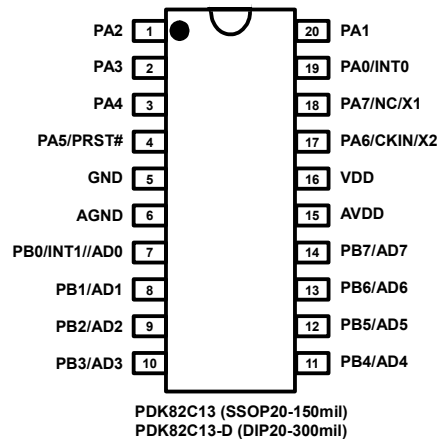 PA2 1 20 PA1
PA3 2 19 PA0/INT0
PA4 3 18 PA7/NC/X1
PA5/PRST# 4 17 PA6/CKIN/X2
GND 5 16 VDD
AGND 6 15 AVDD
PB0/INT1//AD0 7 14 PB7/AD7
PB1/AD1 8 13 PB6/AD6
PB2/AD2 9 12 PB5/AD5
PB3/AD3 10 11 PB4/AD4
PDK82C13 (SSOP20-150mil)
PDK82C13-D (DIP20-300mil)